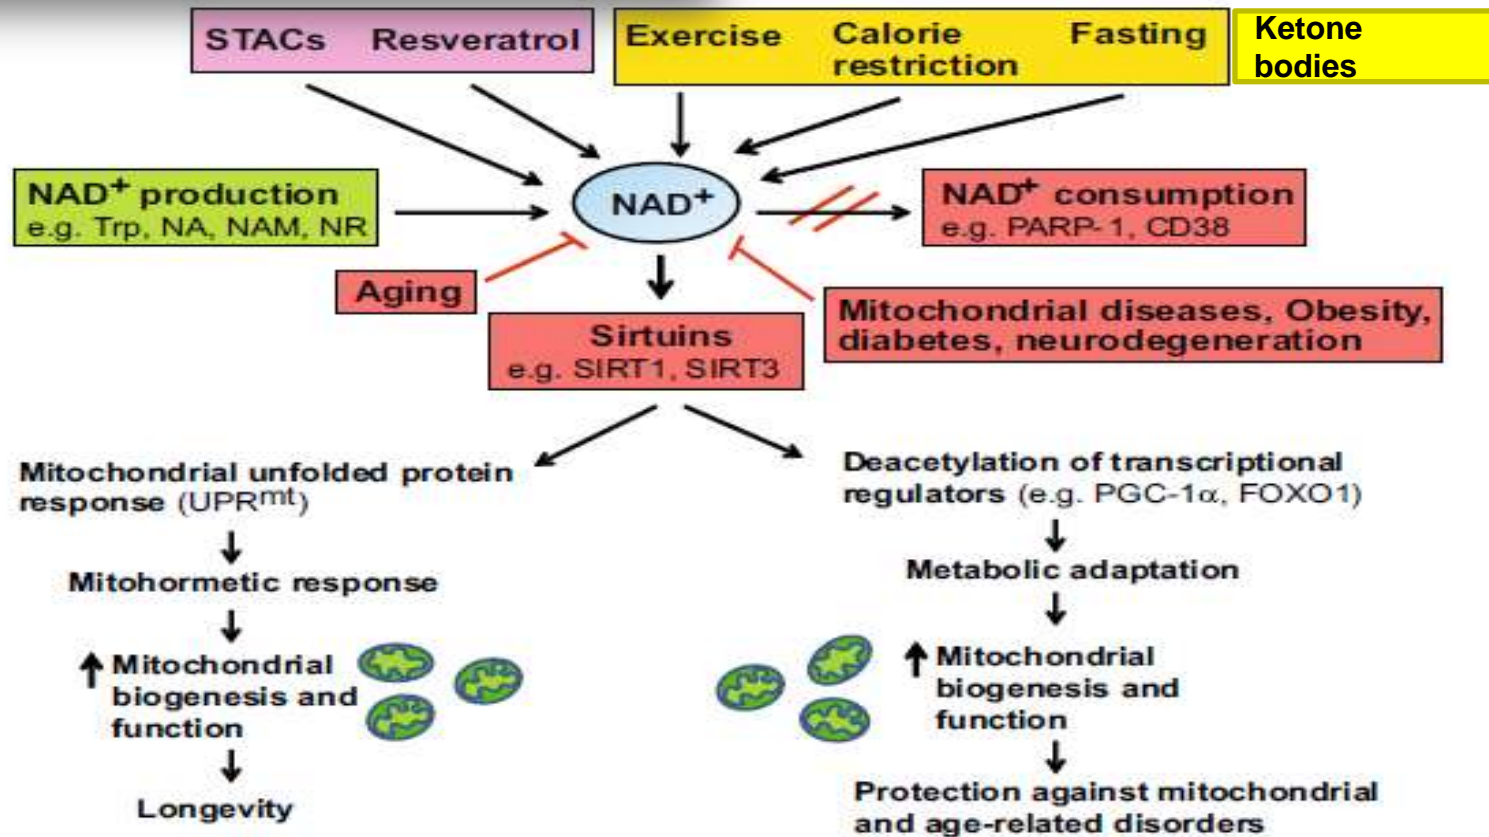 STACs Resveratrol
Exercise Calorie restriction Fasting
Ketone
bodies
NAD+ production
e.g. Trp, NA, NAM, NR
NAD+
NAD+ consumption
e.g. PARP-1, CD38
Aging
Sirtuins
e.g. SIRT1, SIRT3
Mitochondrial diseases, Obesity,
diabetes, neurodegeneration
Mitochondrial unfolded protein
response (UPRmt)
Mitohormetic response
Mitochondrial
biogenesis and
function
Longevity
Deacetylation of transcriptional
regulators (e.g. PGC-1α, FOXO1)
Metabolic adaptation
Mitochondrial
biogenesis and
function
Protection against mitochondrial
and age-related disorders